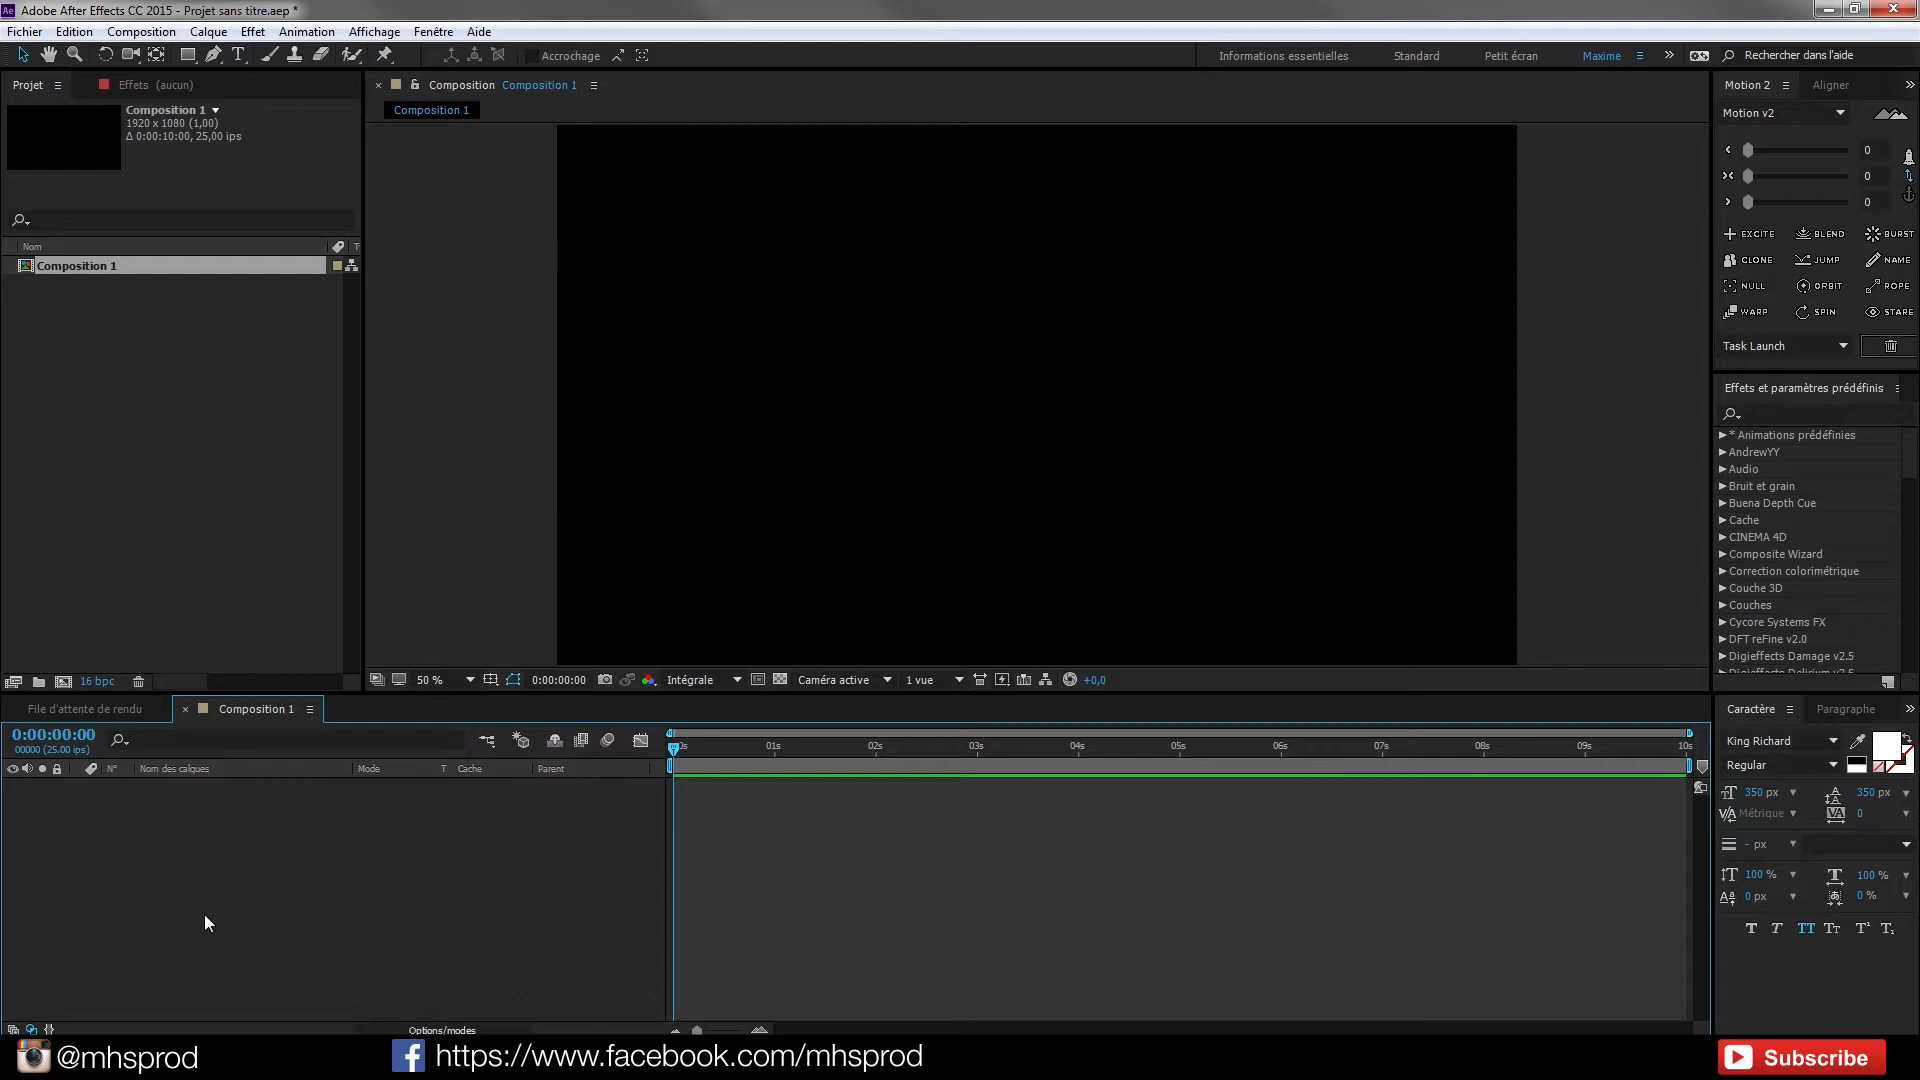 Adobe After Effects CC 2015 - Projet sans titre.aep *
Fichier Edition Composition Calque Effet Animation Affichage Fenêtre Aide
Accrochage
Informations essentielles Standard Petit écran Maxime Rechercher dans l'aide
Projet Effets (aucun)
Composition 1
1920 x 1080 (1,00)
Δ 0:00:10:00, 25,00 ips
Nom
Composition 1
16 bpc
Composition Composition 1
Composition 1
50 % 0:00:00:00 Intégrale Caméra active 1 vue +0,0
Motion 2 Aligner
Motion v2
0
0
0
EXCITE BLEND BURST
CLONE JUMP NAME
NULL ORBIT ROPE
WARP SPIN STARE
Task Launch
Effets et paramètres prédéfinis
* Animations prédéfinies
AndrewYY
Audio
Bruit et grain
Buena Depth Cue
Cache
CINEMA 4D
Composite Wizard
Correction colorimétrique
Couche 3D
Couches
Cycore Systems FX
DFT reFine v2.0
Digieffects Damage v2.5
Digieffects Delirium v2.5
File d'attente de rendu Composition 1
0:00:00:00
00000 (25.00 ips)
01s 02s 03s 04s 05s 06s 07s 08s 09s 10s
N° Nom des calques Mode T Cache Parent
Options/modes
Caractère Paragraphe
King Richard
Regular
350 px 350 px
Métrique 0
- px
100 % 100 %
0 px 0 %
@mhsprod https://www.facebook.com/mhsprod Subscribe